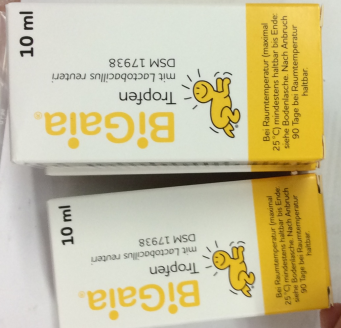 BiGaia®
Tropfen
mit Lactobacillus reuteri
DSM 17938
10 ml
Bei Raumtemperatur (maximal
25 °C) mindestens haltbar bis Ende:
siehe Bodenlasche. Nach Anbruch
90 Tage bei Raumtemperatur
haltbar.
BiGaia®
Tropfen
mit Lactobacillus reuteri
DSM 17938
10 ml
Bei Raumtemperatur (maximal
25 °C) mindestens haltbar bis Ende:
siehe Bodenlasche. Nach Anbruch
90 Tage bei Raumtemperatur
haltbar.